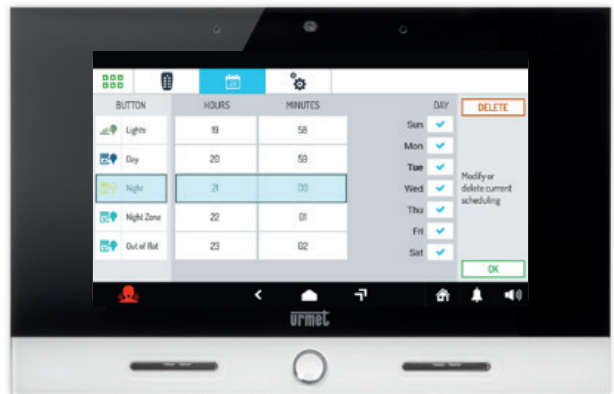 BUTTON HOURS MINUTES DAY DELETE
Lights 19 58 Sun
Mon
Day 20 59 Tue
Night 21 00 Wed
Modify or
delete current
scheduling
Night Zone 22 01 Thu
Fri
Out of flat 23 02 Sat
OK
urmet